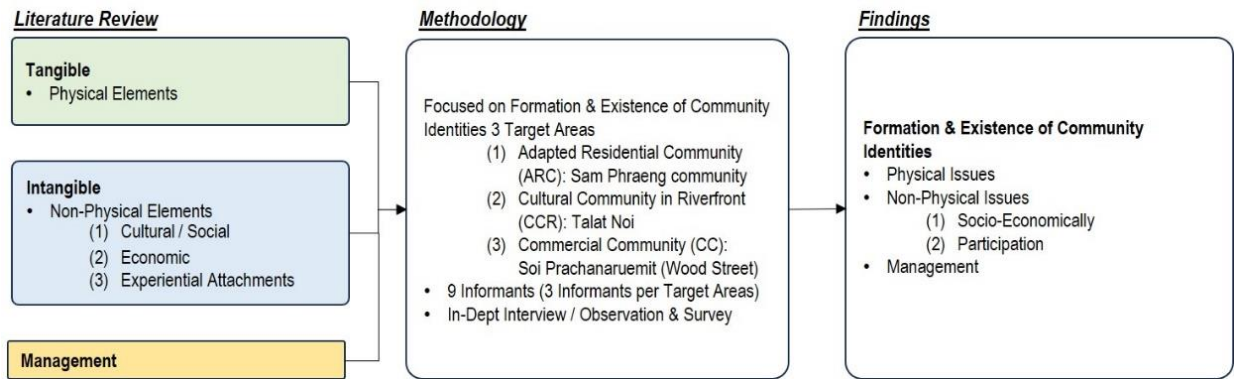 Literature Review
Tangible
• Physical Elements
Intangible
• Non-Physical Elements
(1) Cultural / Social
(2) Economic
(3) Experiential Attachments
Management
Methodology
Focused on Formation & Existence of Community
Identities 3 Target Areas
(1) Adapted Residential Community
(ARC): Sam Phraeng community
(2) Cultural Community in Riverfront
(CCR): Talat Noi
(3) Commercial Community (CC):
Soi Prachanaruemit (Wood Street)
• 9 Informants (3 Informants per Target Areas)
• In-Dept Interview / Observation & Survey
Findings
Formation & Existence of Community
Identities
• Physical Issues
• Non-Physical Issues
(1) Socio-Economically
(2) Participation
• Management